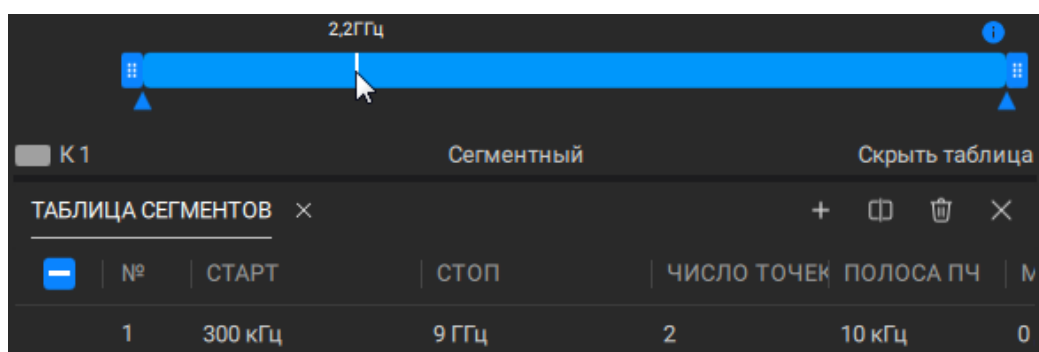 2,2ГГц
К 1 Сегментный Скрыть таблица
ТАБЛИЦА СЕГМЕНТОВ
№ СТАРТ СТОП ЧИСЛО ТОЧЕК ПОЛОСА ПЧ М
1 300 кГц 9 ГГц 2 10 кГц 0